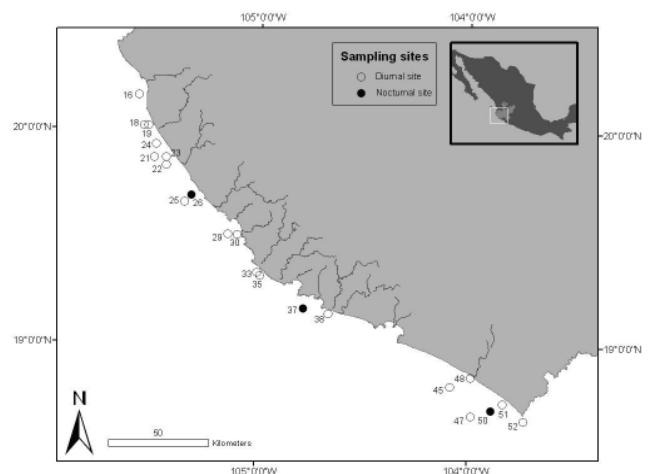 105°0'0"W 104°0'0"W
Sampling sites
Diurnal site
Nocturnal site
16
20°0'0"N 20°0'0"N
18
19
24
21 23
22
25 26
29 30
33
35
37
38
19°0'0"N 19°0'0"N
48
45
51
47 50
52
N
50
Kilometers
105°0'0"W 104°0'0"W